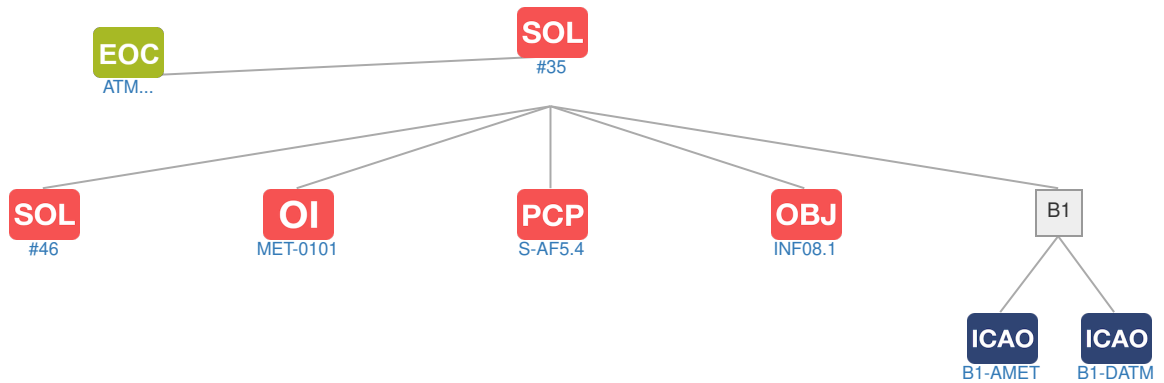 EOC
ATM...
SOL
#35
SOL
#46
OI
MET-0101
PCP
S-AF5.4
OBJ
INF08.1
B1
ICAO
B1-AMET
ICAO
B1-DATM